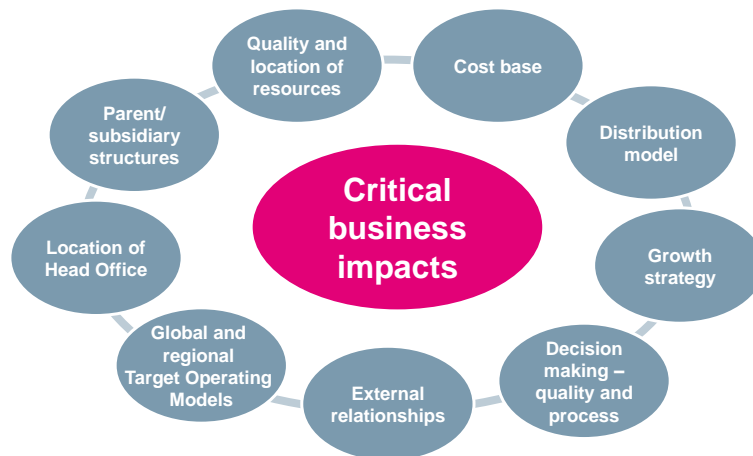 Quality and
location of
resources
Cost base
Parent/
subsidiary
structures
Distribution
model
Critical
business
impacts
Location of
Head Office
Growth
strategy
Global and
regional
Target Operating
Models
External
relationships
Decision
making –
quality and
process